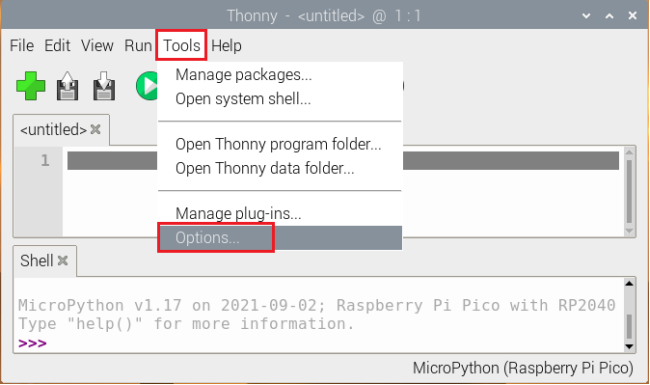 Thonny - <untitled> @ 1 : 1
File Edit View Run Tools Help
Manage packages...
Open system shell...
<untitled>
Open Thonny program folder...
1
Open Thonny data folder...
Manage plug-ins...
Options...
Shell
MicroPython v1.17 on 2021-09-02; Raspberry Pi Pico with RP2040
Type "help()" for more information.
>>>
MicroPython (Raspberry Pi Pico)